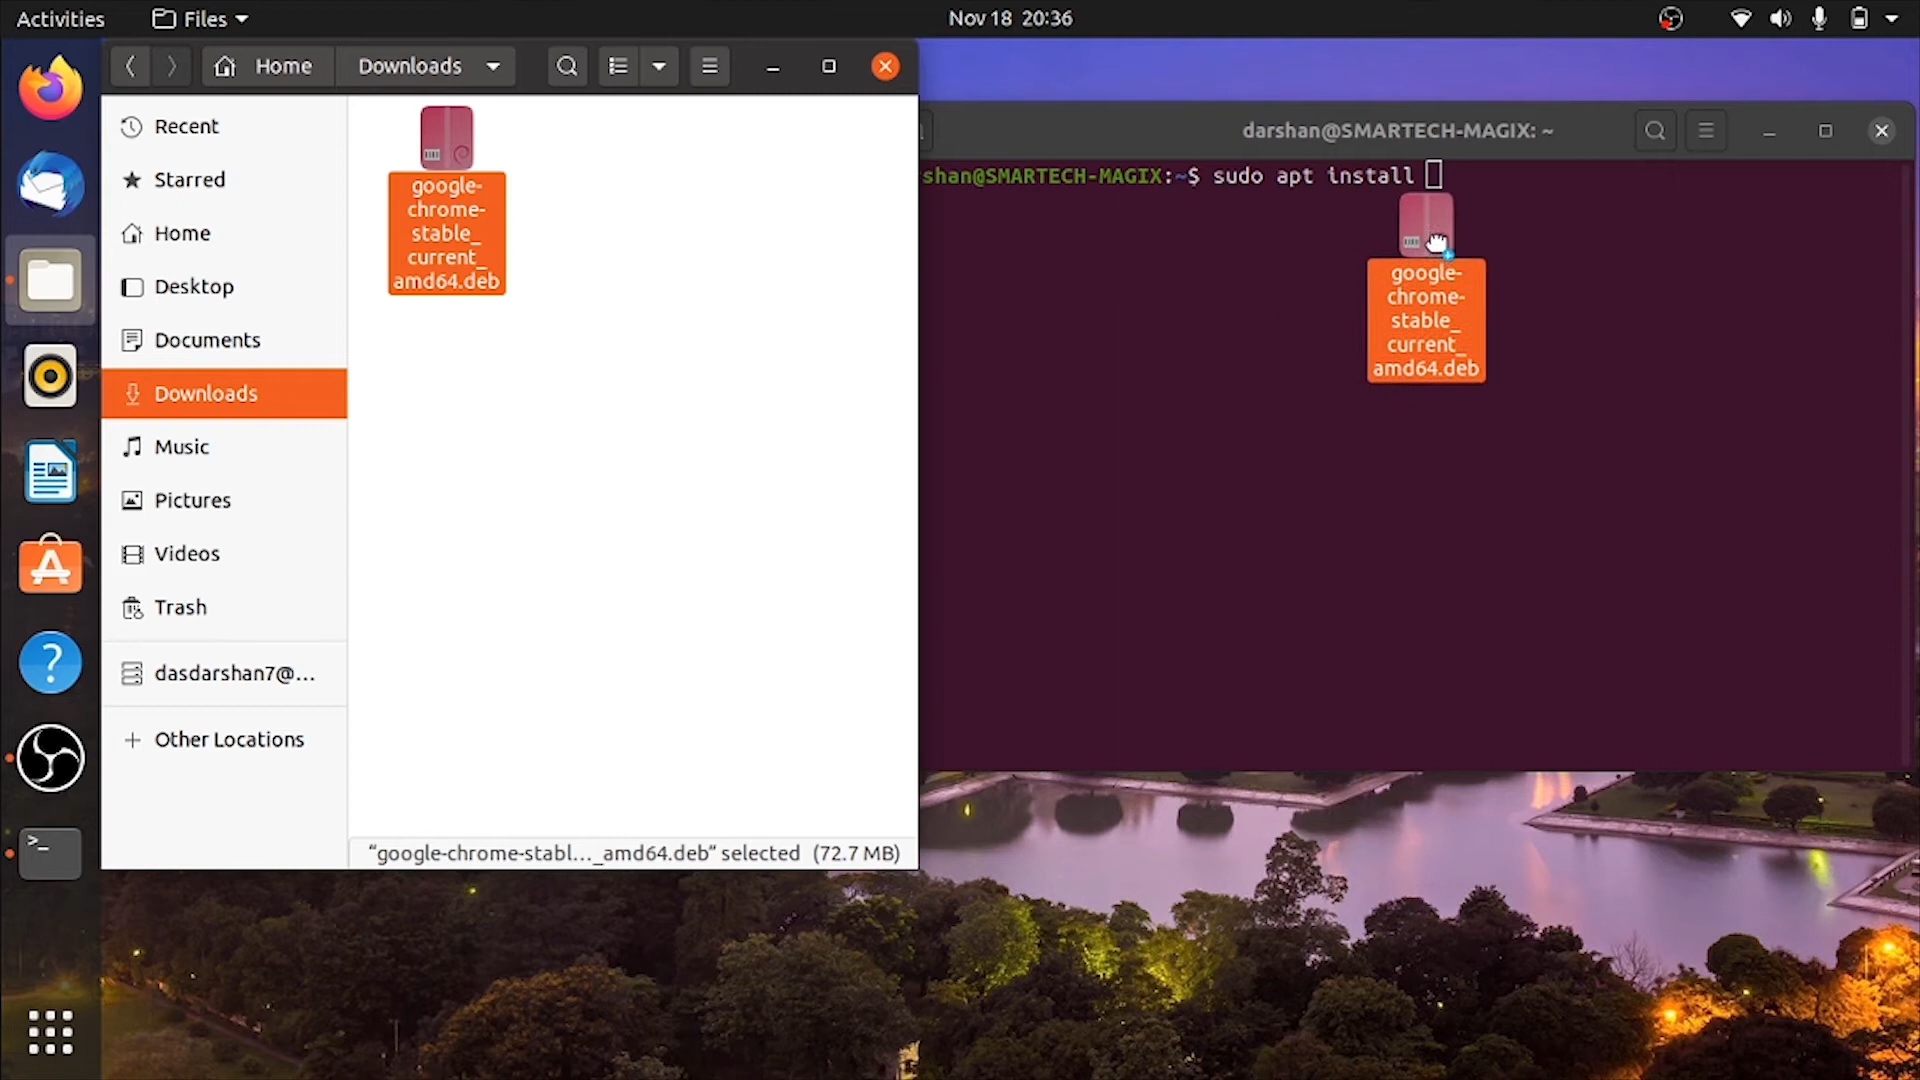 Activities
Files
Nov 18 20:36
Home
Downloads
Recent
Starred
Home
Desktop
Documents
Downloads
Music
Pictures
Videos
Trash
dasdarshan7@...
Other Locations
google-
chrome-
stable_
current_
amd64.deb
"google-chrome-stabl..._amd64.deb" selected (72.7 MB)
darshan@SMARTECH-MAGIX: ~
shan@SMARTECH-MAGIX:~$ sudo apt install
google-
chrome-
stable_
current_
amd64.deb